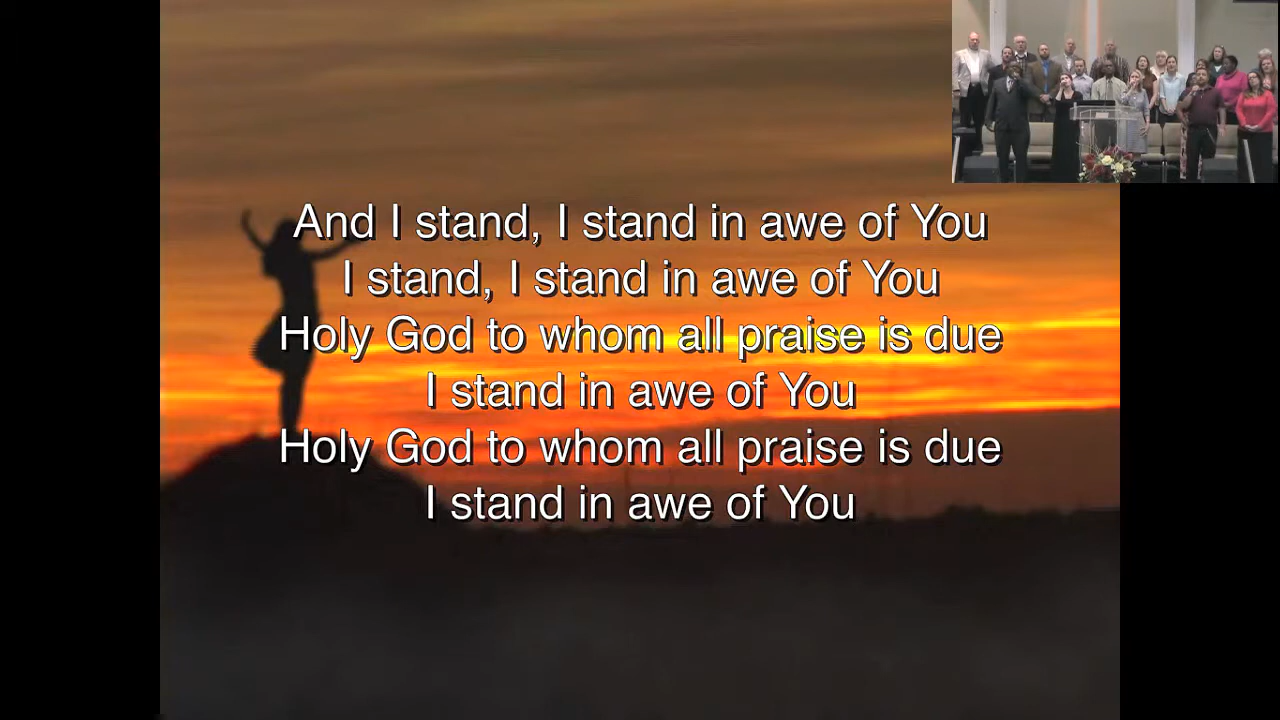 And I stand, I stand in awe of You
I stand, I stand in awe of You
Holy God to whom all praise is due
I stand in awe of You
Holy God to whom all praise is due
I stand in awe of You